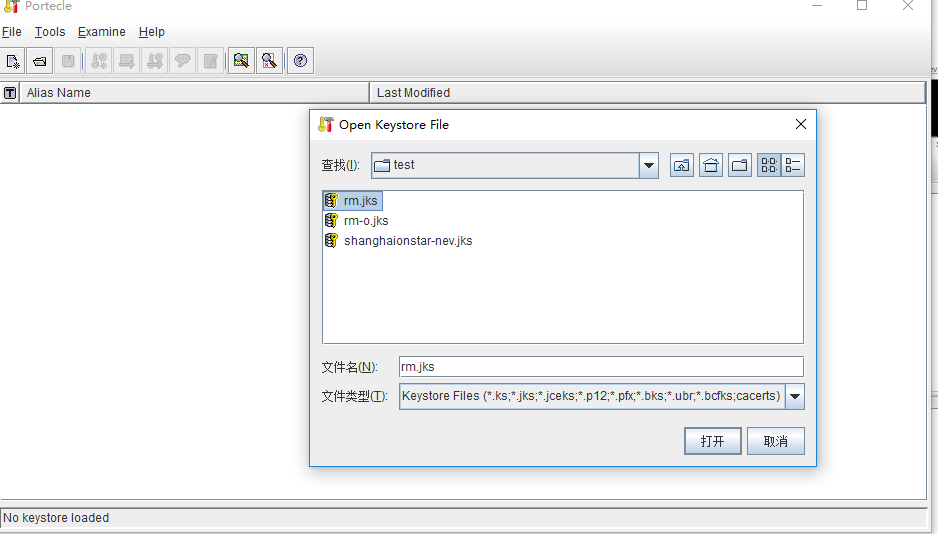 Portecle
File Tools Examine Help
Alias Name Last Modified
Open Keystore File
查找(I): test
rm.jks
rm-o.jks
shanghaionstar-nev.jks
文件名(N): rm.jks
文件类型(T): Keystore Files (*.ks;*.jks;*.jceks;*.p12;*.pfx;*.bks;*.ubr;*.bcfks;cacerts)
打开 取消
No keystore loaded